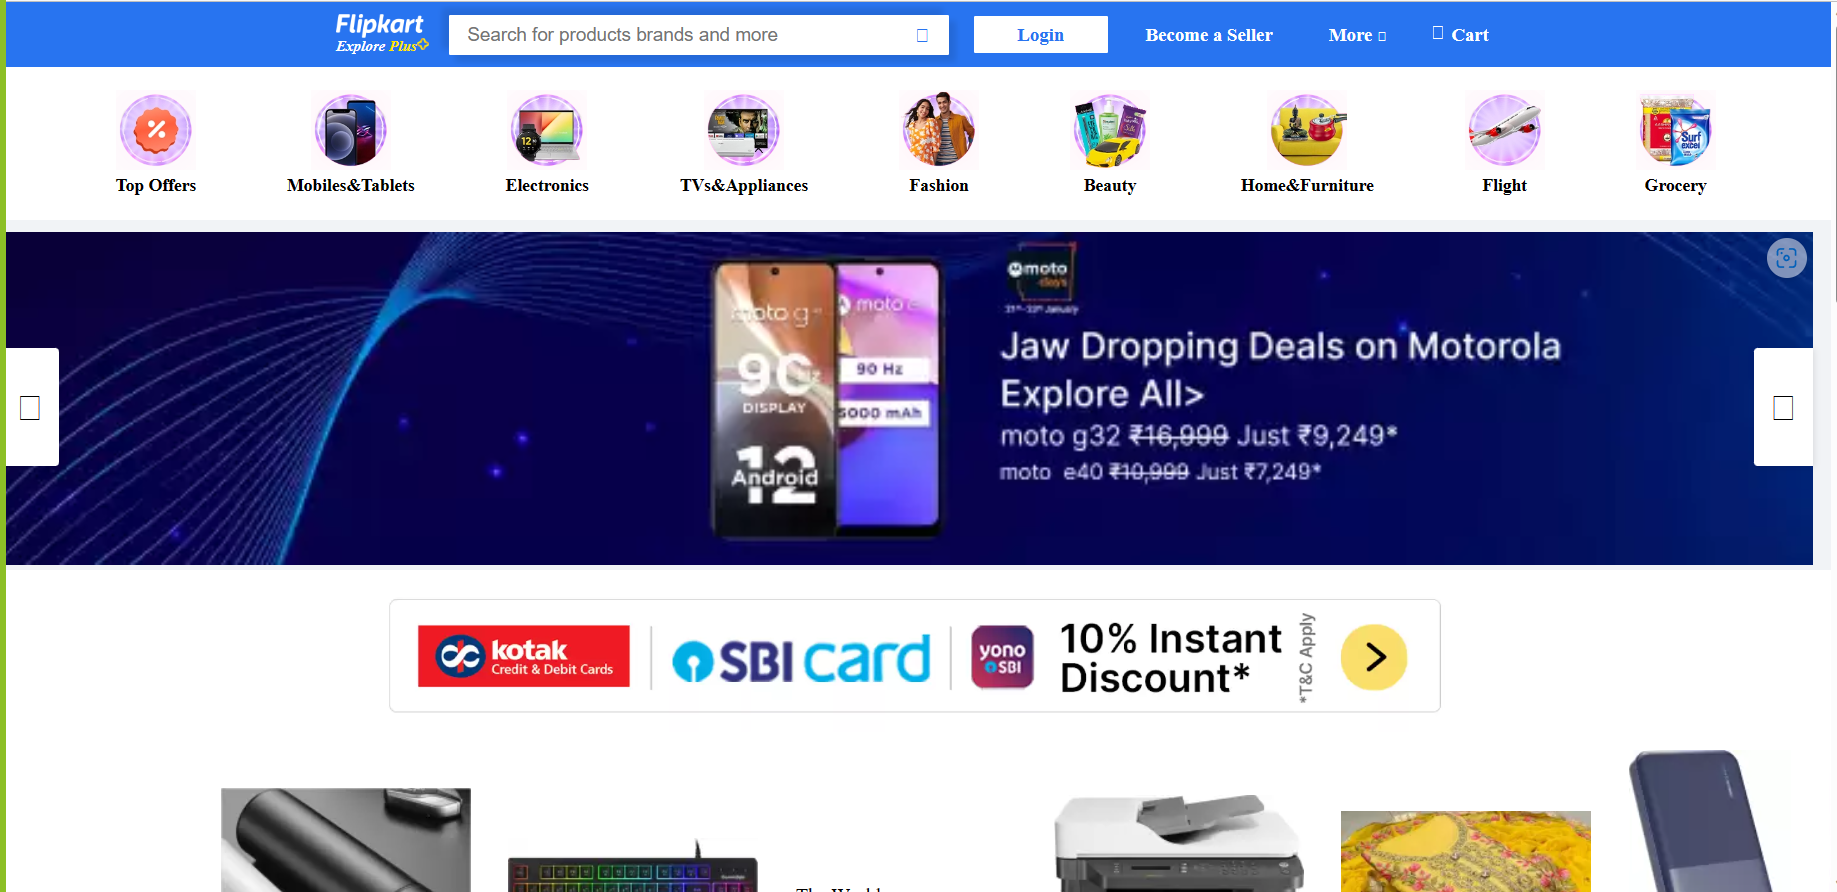 Flipkart
Explore Plus
Search for products brands and more
Login
Become a Seller
More
Cart
Top Offers
Mobiles&Tablets
Electronics
TVs&Appliances
Fashion
Beauty
Home&Furniture
Flight
Grocery
moto
days
Jaw Dropping Deals on Motorola
Explore All>
moto g32 ₹16,999 Just ₹9,249*
moto e40 ₹10,999 Just ₹7,249*
moto g
moto e
90 Hz
DISPLAY
5000 mAh
12
Android
kotak
Credit & Debit Cards
SBI card
yono
SBI
10% Instant
Discount*
*T&C Apply
Surf
excel